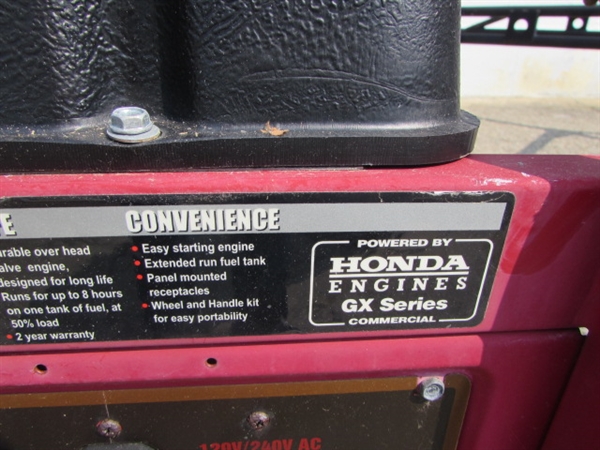 E CONVENIENCE
over head
engine,
designed for long life
Runs for up to 8 hours
on one tank of fuel, at
50% load
• 2 year warranty
• Easy starting engine
• Extended run fuel tank
• Panel mounted
receptacles
• Wheel and Handle kit
for easy portability
POWERED BY
HONDA
ENGINES
GX Series
COMMERCIAL
120V/240V AC